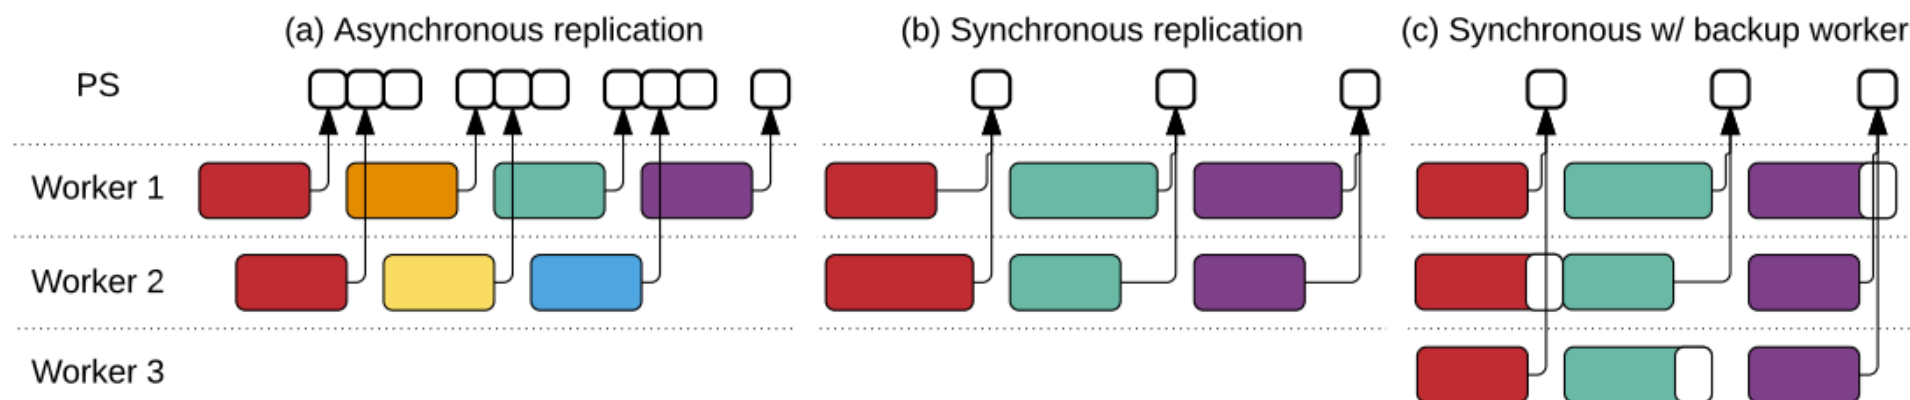 (a) Asynchronous replication
(b) Synchronous replication
(c) Synchronous w/ backup worker
PS
Worker 1
Worker 2
Worker 3